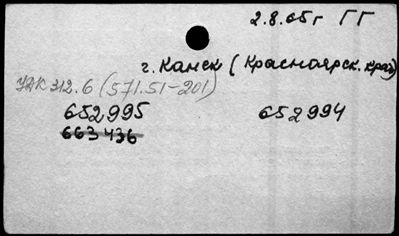 2.8.65г ГГ
г. Канск (Красноярск. край)
УДК 312.6 (571.51-201)
652995 652994
663436